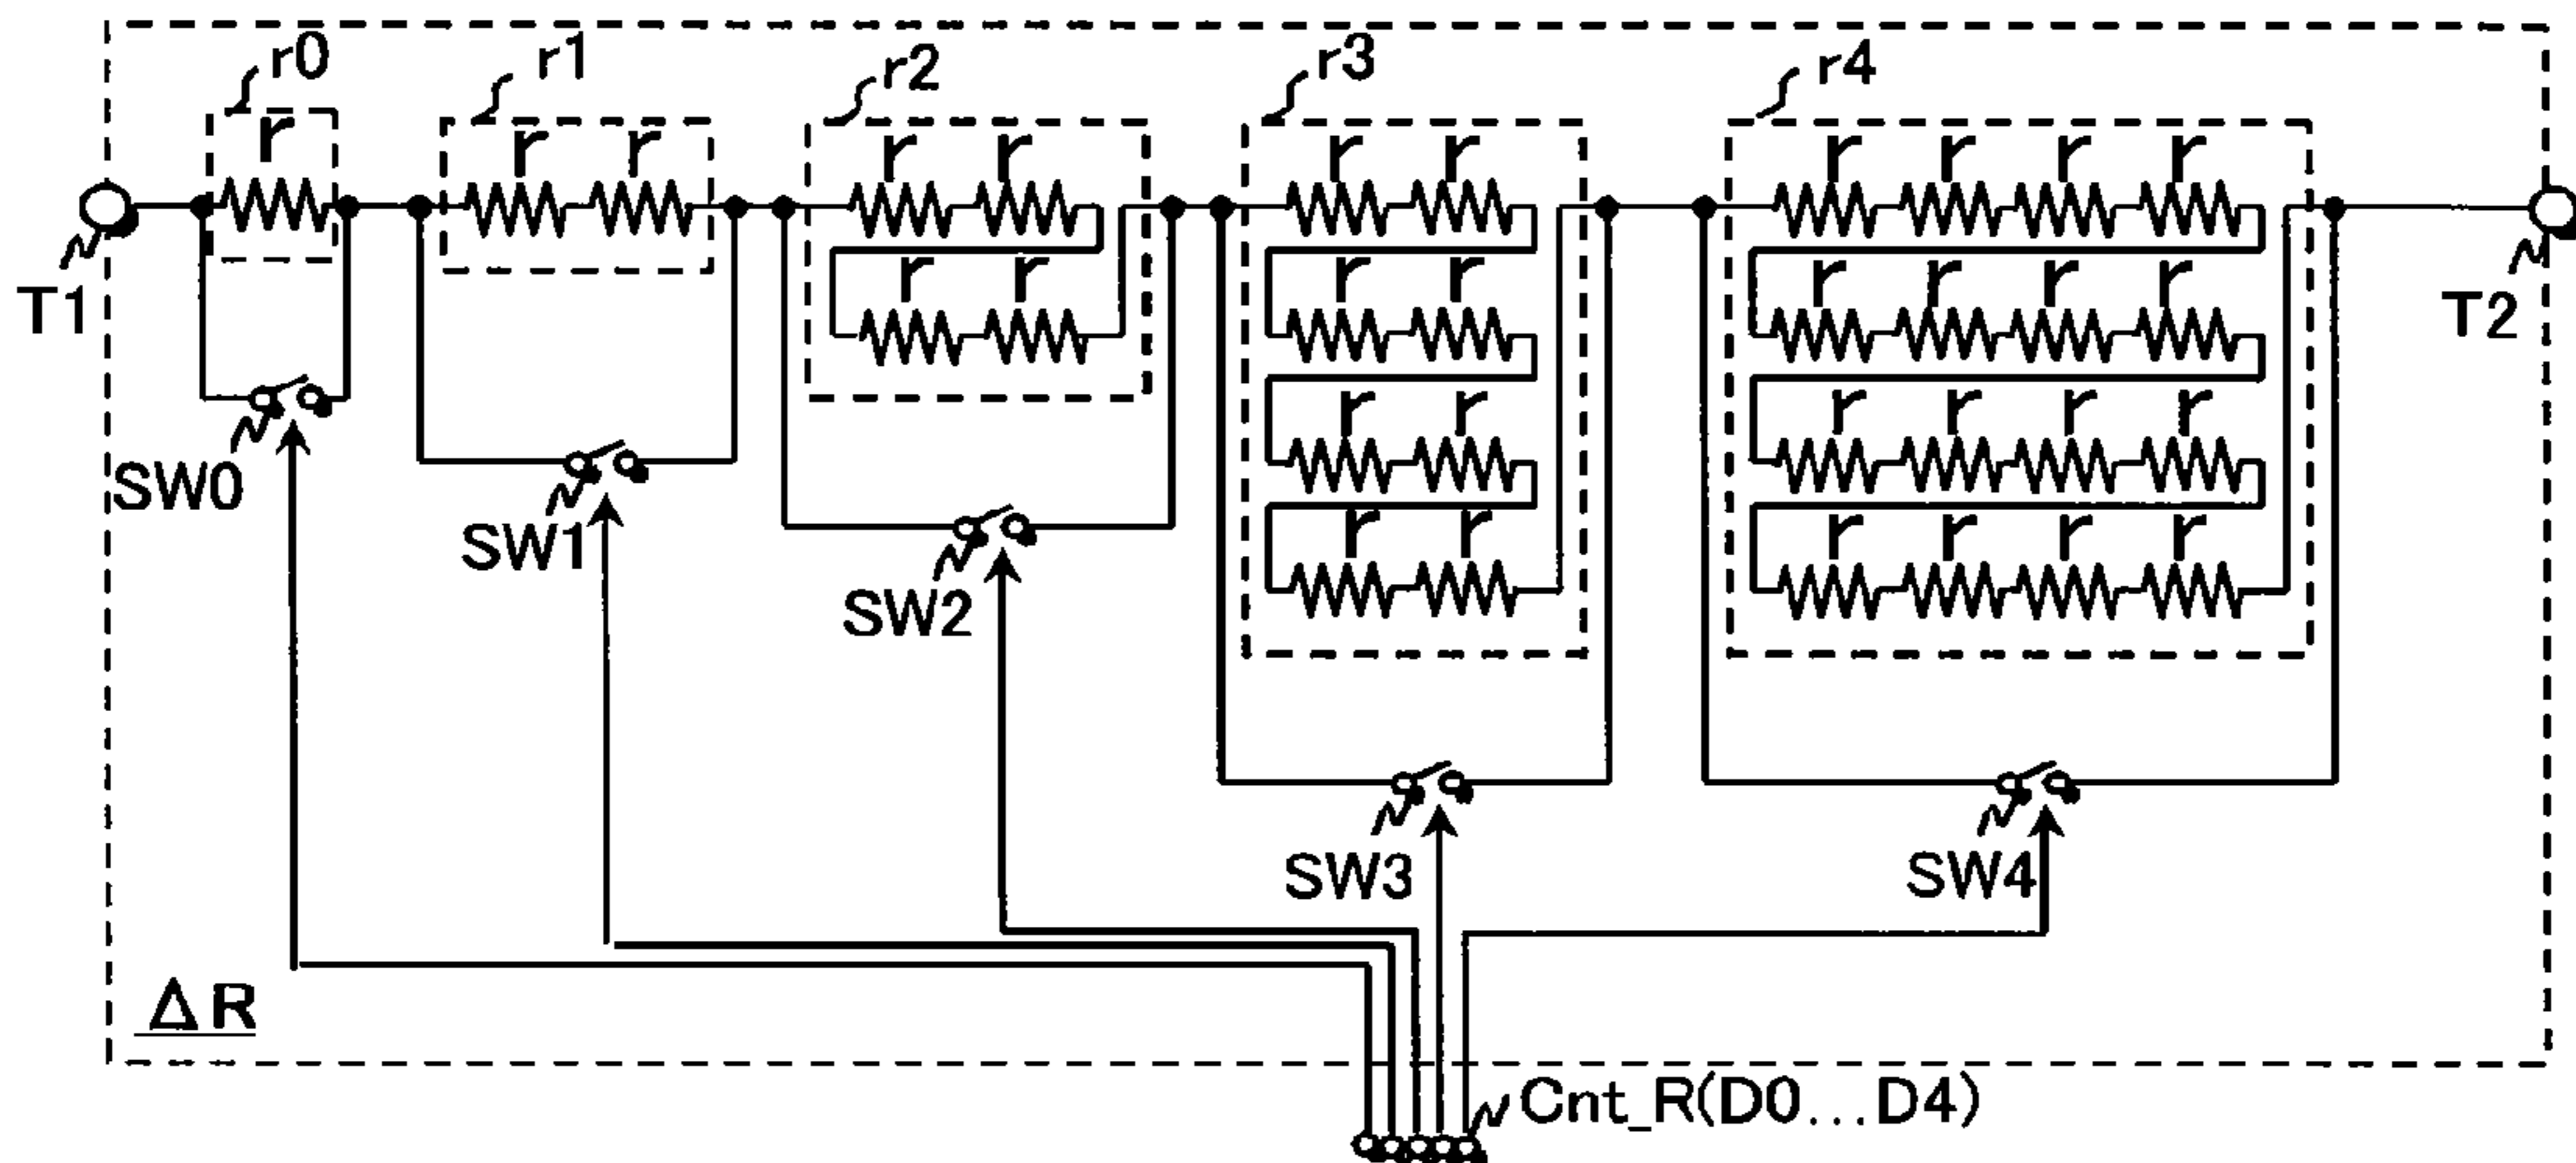 r0 r1 r2 r3 r4
r r r r r r r r r r r
T1 T2
r r r r r r r r
SW0 r r r r r r
SW1 r r r r r r
SW2
SW3 SW4
ΔR
Cnt_R(D0...D4)